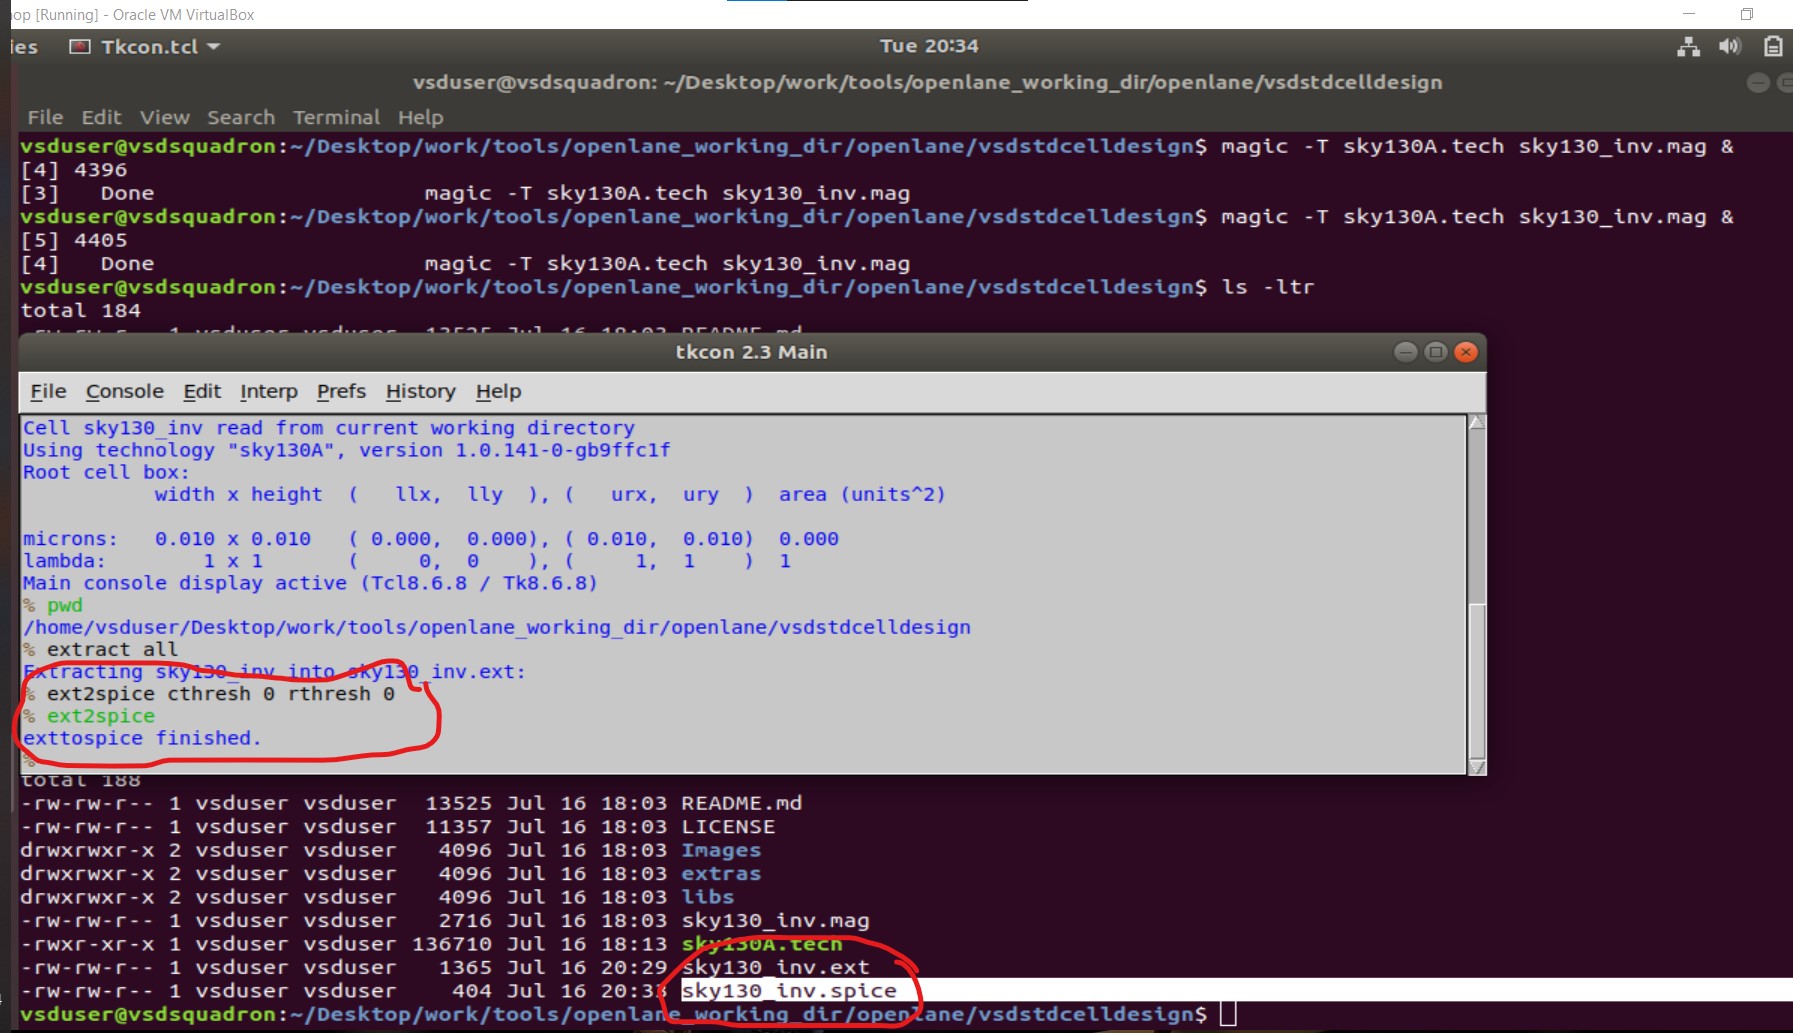 op [Running] - Oracle VM VirtualBox
ies Tkcon.tcl Tue 20:34
vsduser@vsdsquadron: ~/Desktop/work/tools/openlane_working_dir/openlane/vsdstdcelldesign
File Edit View Search Terminal Help
vsduser@vsdsquadron:~/Desktop/work/tools/openlane_working_dir/openlane/vsdstdcelldesign$ magic -T sky130A.tech sky130_inv.mag &
[4] 4396
[3]   Done                    magic -T sky130A.tech sky130_inv.mag
vsduser@vsdsquadron:~/Desktop/work/tools/openlane_working_dir/openlane/vsdstdcelldesign$ magic -T sky130A.tech sky130_inv.mag &
[5] 4405
[4]   Done                    magic -T sky130A.tech sky130_inv.mag
vsduser@vsdsquadron:~/Desktop/work/tools/openlane_working_dir/openlane/vsdstdcelldesign$ ls -ltr
total 184
-rw-rw-r-- 1 vsduser vsduser  13525 Jul 16 18:03 README.md
tkcon 2.3 Main
File Console Edit Interp Prefs History Help
Cell sky130_inv read from current working directory
Using technology "sky130A", version 1.0.141-0-gb9ffc1f
Root cell box:
           width x height  (   llx,  lly  ), (   urx,  ury  )  area (units^2)
microns:   0.010 x 0.010   ( 0.000,  0.000), ( 0.010,  0.010)  0.000
lambda:        1 x 1       (     0,  0    ), (     1,  1    )  1
Main console display active (Tcl8.6.8 / Tk8.6.8)
% pwd
/home/vsduser/Desktop/work/tools/openlane_working_dir/openlane/vsdstdcelldesign
% extract all
Extracting sky130_inv into sky130_inv.ext:
% ext2spice cthresh 0 rthresh 0
% ext2spice
exttospice finished.
%
total 188
-rw-rw-r-- 1 vsduser vsduser  13525 Jul 16 18:03 README.md
-rw-rw-r-- 1 vsduser vsduser  11357 Jul 16 18:03 LICENSE
drwxrwxr-x 2 vsduser vsduser   4096 Jul 16 18:03 Images
drwxrwxr-x 2 vsduser vsduser   4096 Jul 16 18:03 extras
drwxrwxr-x 2 vsduser vsduser   4096 Jul 16 18:03 libs
-rw-rw-r-- 1 vsduser vsduser   2716 Jul 16 18:03 sky130_inv.mag
-rwxr-xr-x 1 vsduser vsduser 136710 Jul 16 18:13 sky130A.tech
-rw-rw-r-- 1 vsduser vsduser   1365 Jul 16 20:29 sky130_inv.ext
-rw-rw-r-- 1 vsduser vsduser    404 Jul 16 20:33 sky130_inv.spice
vsduser@vsdsquadron:~/Desktop/work/tools/openlane_working_dir/openlane/vsdstdcelldesign$